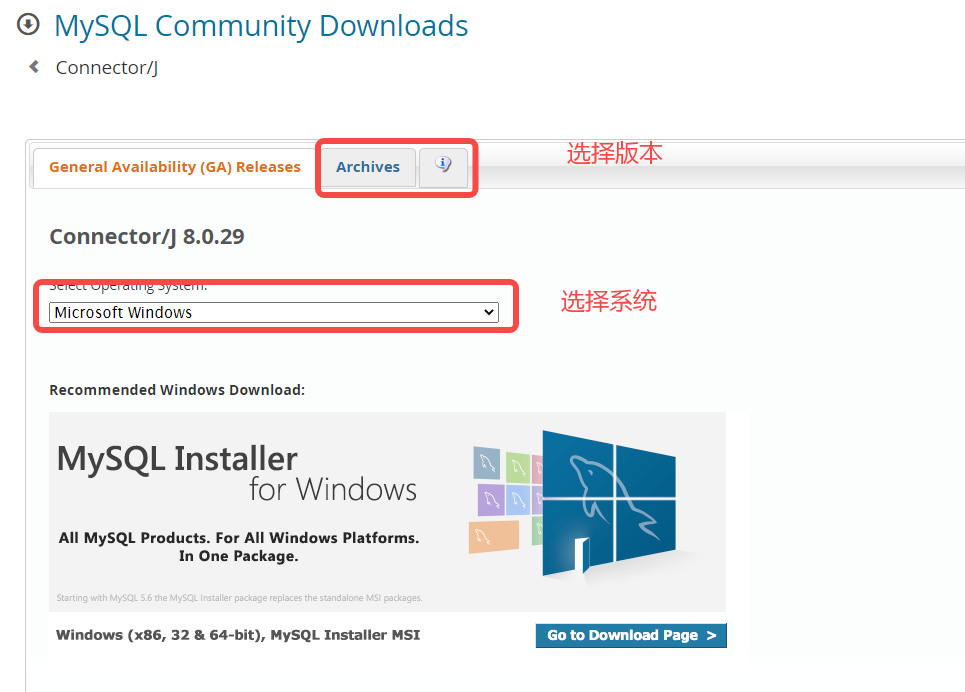 MySQL Community Downloads
Connector/J
General Availability (GA) Releases Archives 选择版本
Connector/J 8.0.29
Select Operating System:
Microsoft Windows 选择系统
Recommended Windows Download:
MySQL Installer
for Windows
All MySQL Products. For All Windows Platforms.
In One Package.
Starting with MySQL 5.6 the MySQL Installer package replaces the standalone MSI packages.
Windows (x86, 32 & 64-bit), MySQL Installer MSI Go to Download Page >